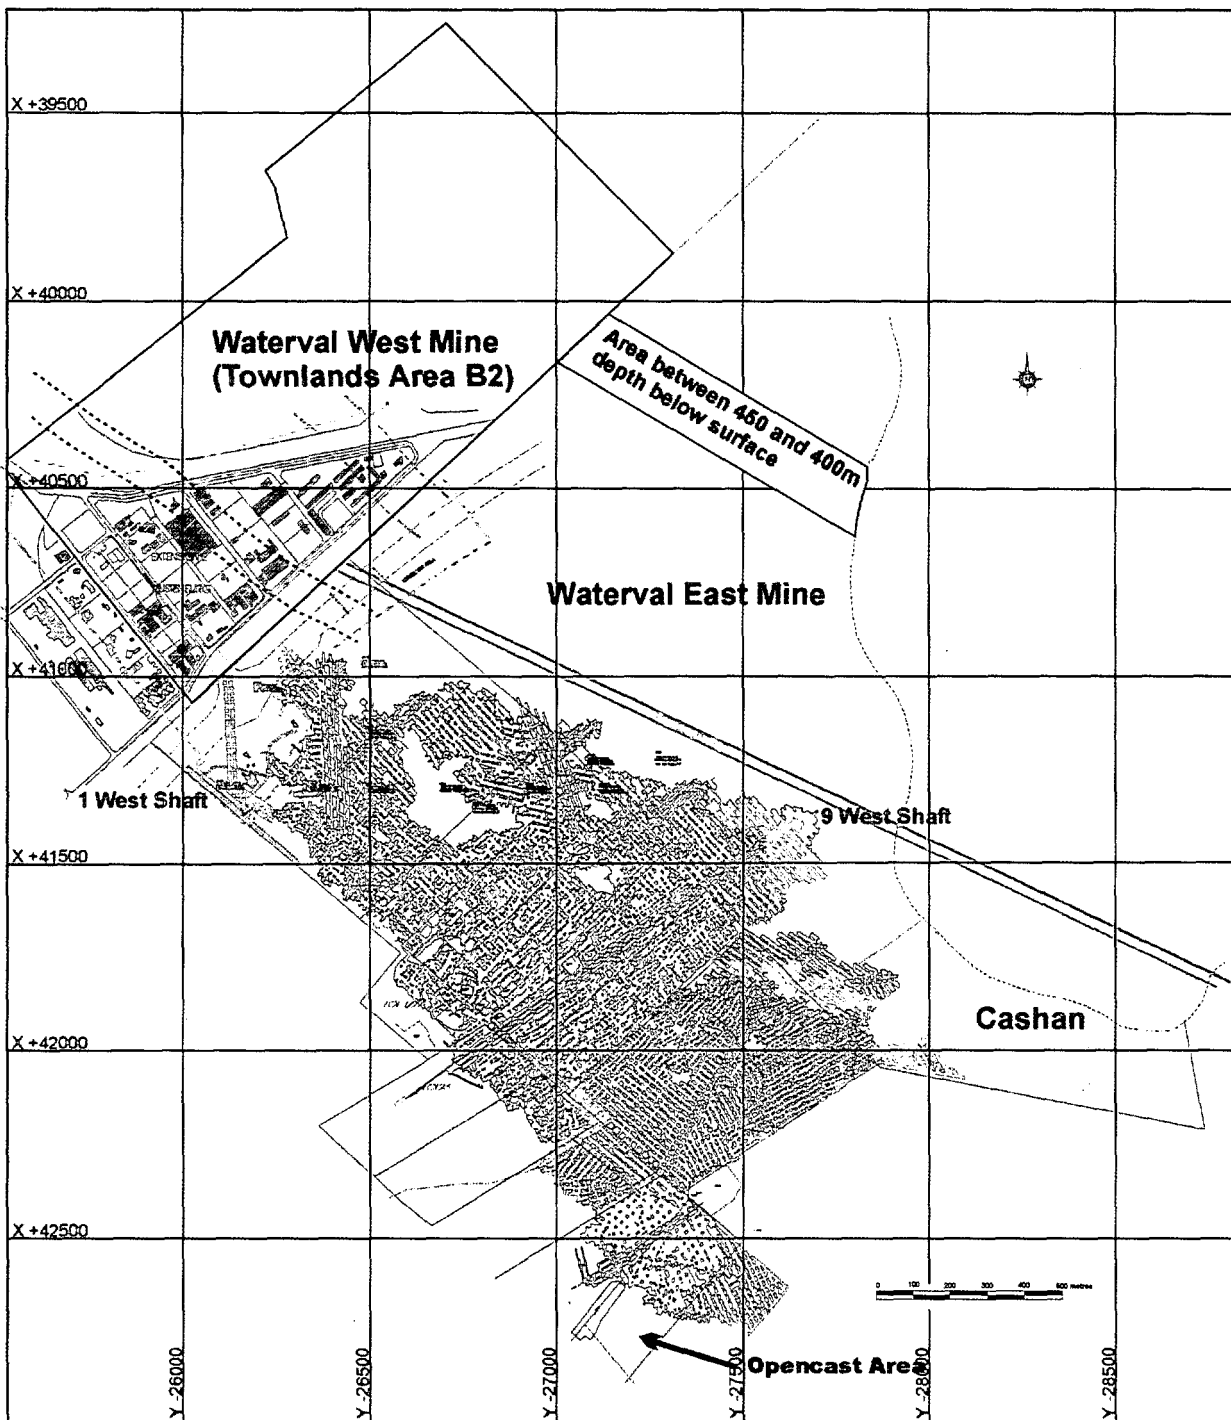 X +39500
X +40000
Waterval West Mine
(Townlands Area B2)
Area between 450 and 400m
depth below surface
X +40500
Waterval East Mine
X +41000
1 West Shaft
9 West Shaft
X +41500
Cashan
X +42000
X +42500
0 100 200 300 400 500 metres
Opencast Area
Y -26000
Y -26500
Y -27000
Y -27500
Y -28000
Y -28500